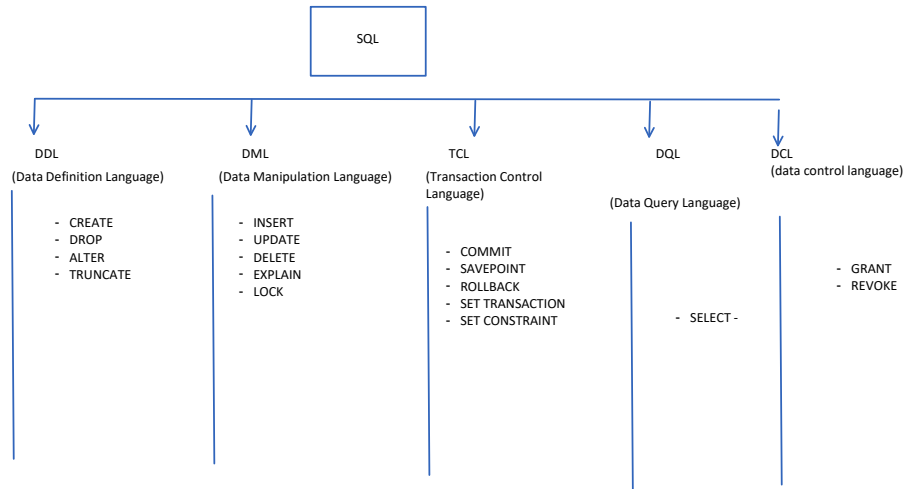 SQL
DDL
(Data Definition Language)
- CREATE
- DROP
- ALTER
- TRUNCATE
DML
(Data Manipulation Language)
- INSERT
- UPDATE
- DELETE
- EXPLAIN
- LOCK
TCL
(Transaction Control
Language)
- COMMIT
- SAVEPOINT
- ROLLBACK
- SET TRANSACTION
- SET CONSTRAINT
DQL
(Data Query Language)
- SELECT -
DCL
(data control language)
- GRANT
- REVOKE